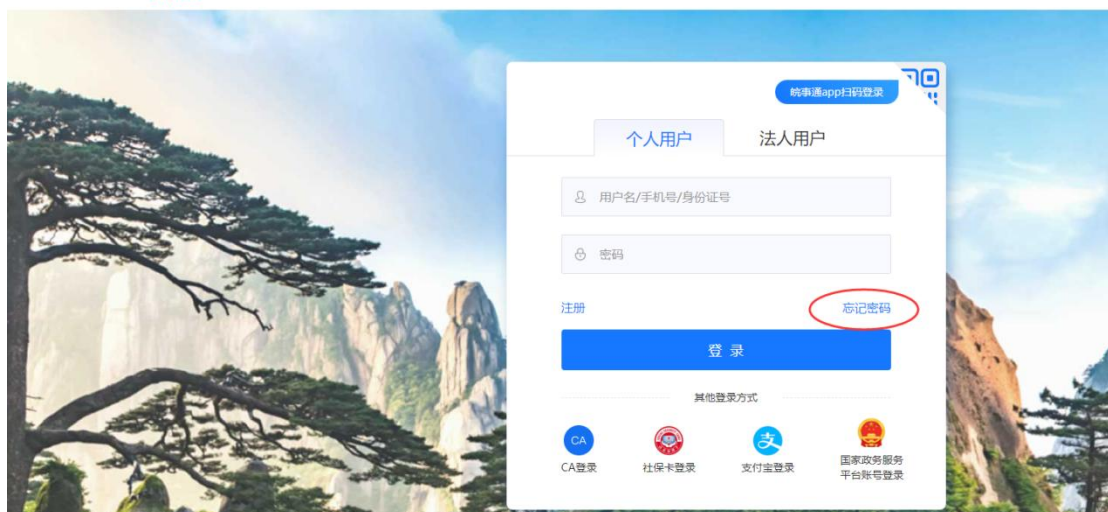 皖事通app扫码登录
个人用户 法人用户
用户名/手机号/身份证号
密码
注册 忘记密码
登 录
其他登录方式
CA
支
CA登录 社保卡登录 支付宝登录 国家政务服务
平台账号登录